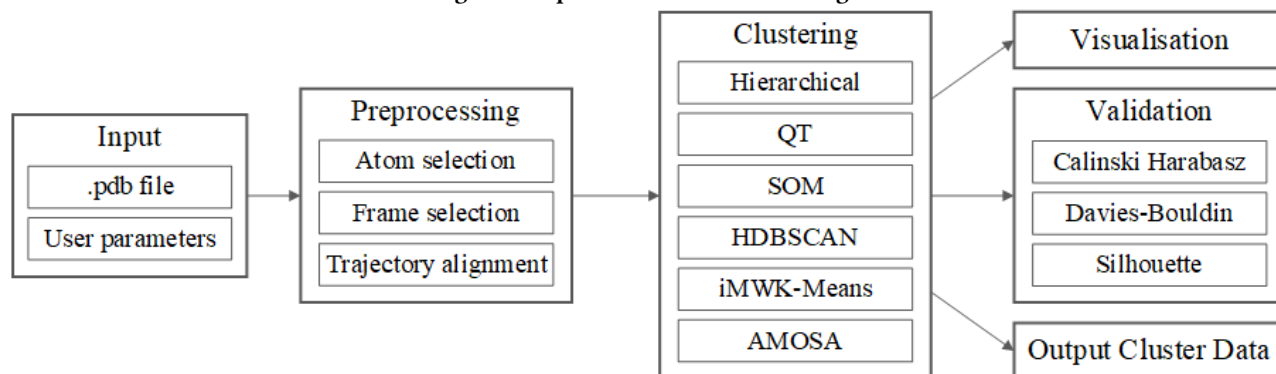 Input
.pdb file
User parameters
Preprocessing
Atom selection
Frame selection
Trajectory alignment
Clustering
Hierarchical
QT
SOM
HDBSCAN
iMWK-Means
AMOSA
Visualisation
Validation
Calinski Harabasz
Davies-Bouldin
Silhouette
Output Cluster Data